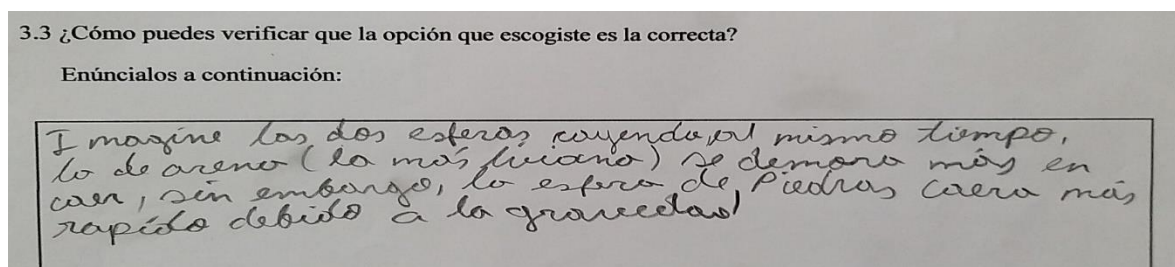 3.3 ¿Cómo puedes verificar que la opción que escogiste es la correcta?
Enúncialos a continuación:
Imagine las dos esferas cayendo al mismo tiempo,
la de arena (la más liviana) se demora más en
caer, sin embargo, la esfera de piedras caera más
rapido debido a la gravedad